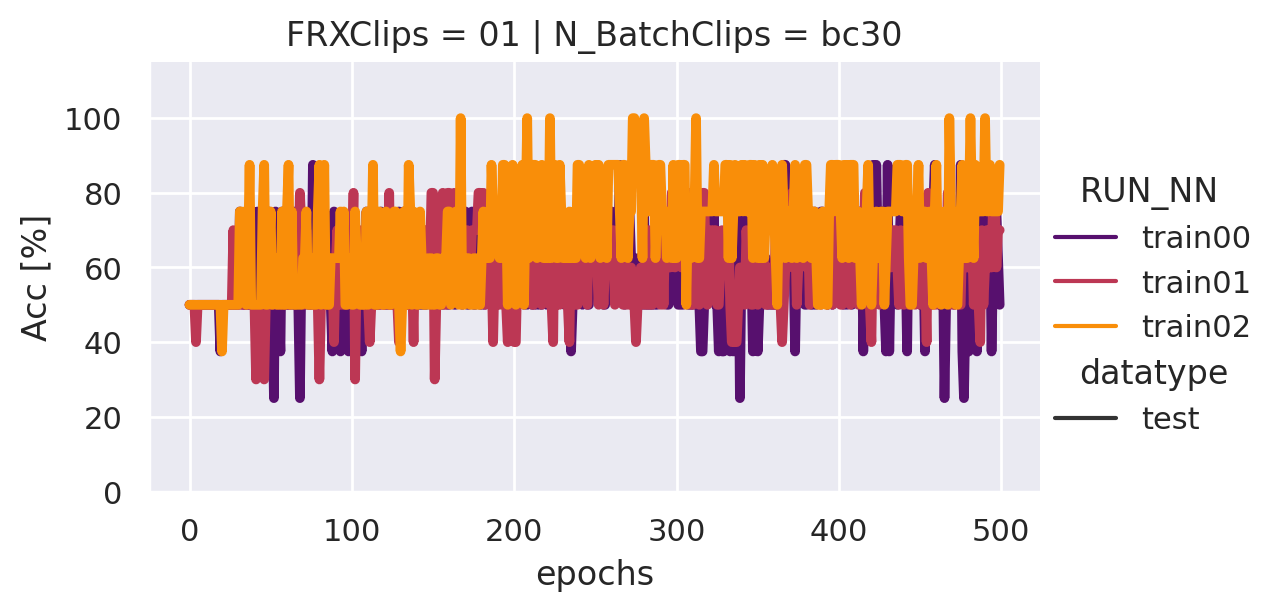 FRXClips = 01 | N_BatchClips = bc30
Acc [%]
100
80
60
40
20
0
0 100 200 300 400 500
epochs
RUN_NN
train00
train01
train02
datatype
test